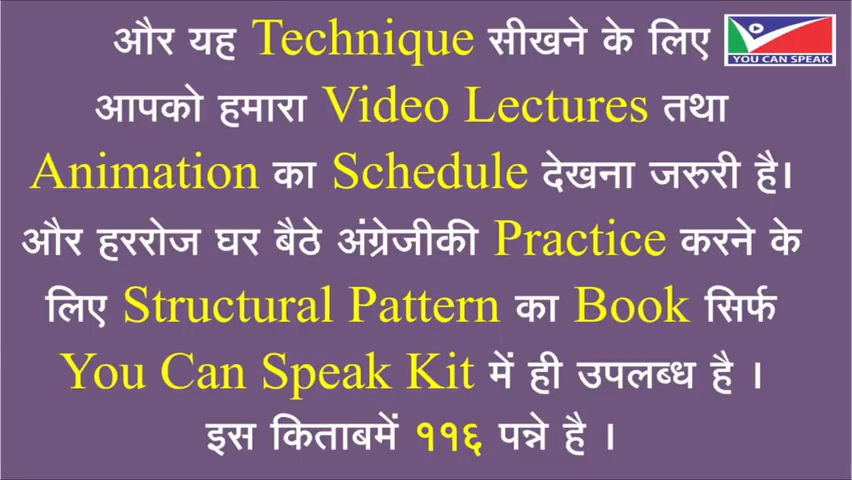 और यह Technique सीखने के लिए
YOU CAN SPEAK
आपको हमारा Video Lectures तथा
Animation का Schedule देखना जरुरी है।
और हररोज घर बैठे अंग्रेजीकी Practice करने के
लिए Structural Pattern का Book सिर्फ
You Can Speak Kit में ही उपलब्ध है ।
इस किताबमें ११६ पन्ने है ।